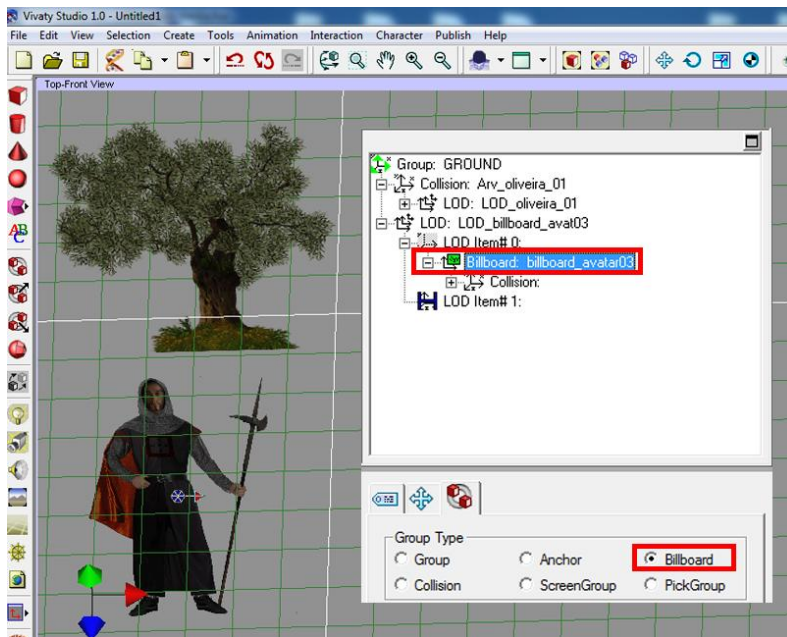 Vivaty Studio 1.0 - Untitled1
File Edit View Selection Create Tools Animation Interaction Character Publish Help
Top-Front View
Group: GROUND
Collision: Arv_oliveira_01
LOD: LOD_oliveira_01
LOD: LOD_billboard_avat03
LOD Item# 0:
Billboard: billboard_avatar03
Collision:
LOD Item# 1:
Group Type
Group Anchor Billboard
Collision ScreenGroup PickGroup